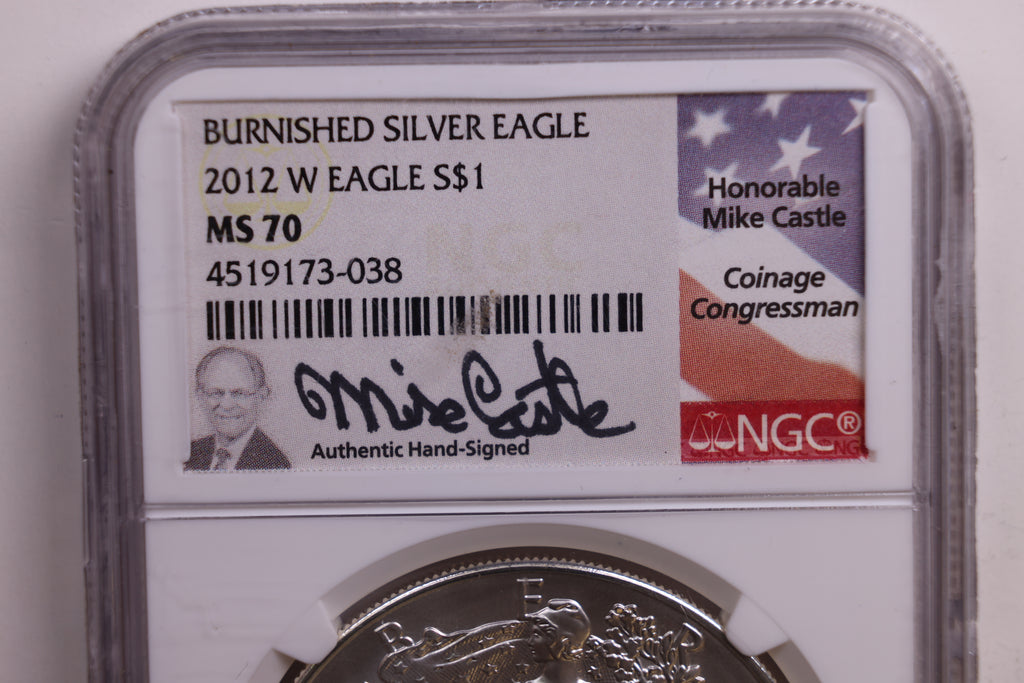 BURNISHED SILVER EAGLE
2012 W EAGLE S$1
MS 70
4519173-038
NGC
Mike Castle
Authentic Hand-Signed
Honorable
Mike Castle
Coinage
Congressman
NGC®
B E R